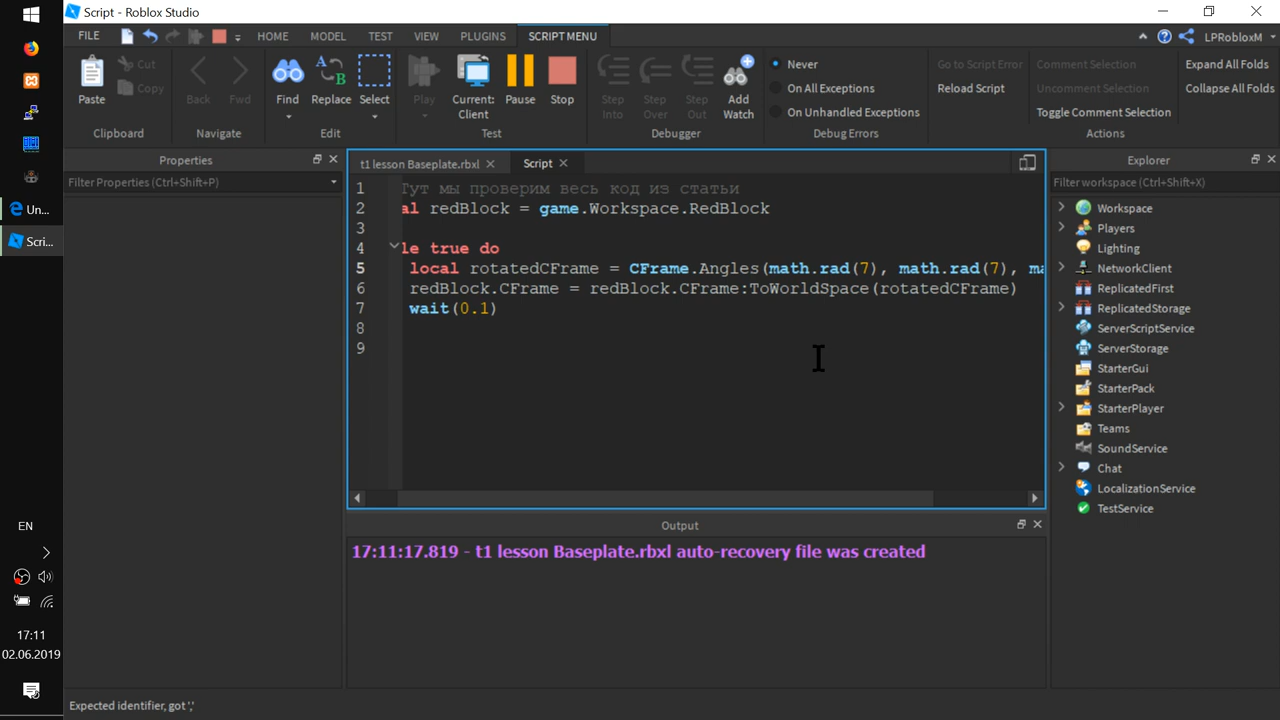 Script - Roblox Studio
FILE
HOME
MODEL
TEST
VIEW
PLUGINS
SCRIPT MENU
LPRobloxM
Paste
Cut
Copy
Clipboard
Back
Fwd
Navigate
Find
Replace
Select
Edit
Play
Current:
Client
Pause
Stop
Test
Step
Into
Step
Over
Step
Out
Add
Watch
Debugger
Never
On All Exceptions
On Unhandled Exceptions
Debug Errors
Go to Script Error
Reload Script
Comment Selection
Uncomment Selection
Toggle Comment Selection
Expand All Folds
Collapse All Folds
Actions
Properties
Filter Properties (Ctrl+Shift+P)
t1 lesson Baseplate.rbxl
Script
1 Тут мы проверим весь код из статьи
2 al redBlock = game.Workspace.RedBlock
3
4 le true do
5 local rotatedCFrame = CFrame.Angles(math.rad(7), math.rad(7), ma
6 redBlock.CFrame = redBlock.CFrame:ToWorldSpace(rotatedCFrame)
7 wait(0.1)
8
9
Output
17:11:17.819 - t1 lesson Baseplate.rbxl auto-recovery file was created
Explorer
Filter workspace (Ctrl+Shift+X)
Workspace
Players
Lighting
NetworkClient
ReplicatedFirst
ReplicatedStorage
ServerScriptService
ServerStorage
StarterGui
StarterPack
StarterPlayer
Teams
SoundService
Chat
LocalizationService
TestService
Un...
Scri...
EN
17:11
02.06.2019
Expected identifier, got ','